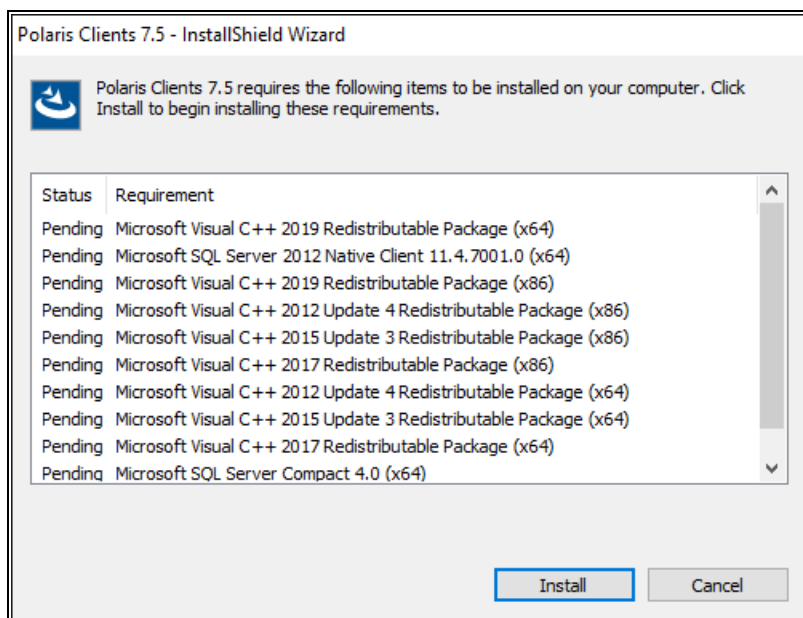 Polaris Clients 7.5 - InstallShield Wizard
Polaris Clients 7.5 requires the following items to be installed on your computer. Click
Install to begin installing these requirements.
Status Requirement
Pending Microsoft Visual C++ 2019 Redistributable Package (x64)
Pending Microsoft SQL Server 2012 Native Client 11.4.7001.0 (x64)
Pending Microsoft Visual C++ 2019 Redistributable Package (x86)
Pending Microsoft Visual C++ 2012 Update 4 Redistributable Package (x86)
Pending Microsoft Visual C++ 2015 Update 3 Redistributable Package (x86)
Pending Microsoft Visual C++ 2017 Redistributable Package (x86)
Pending Microsoft Visual C++ 2012 Update 4 Redistributable Package (x64)
Pending Microsoft Visual C++ 2015 Update 3 Redistributable Package (x64)
Pending Microsoft Visual C++ 2017 Redistributable Package (x64)
Pending Microsoft SQL Server Compact 4.0 (x64)
Install Cancel